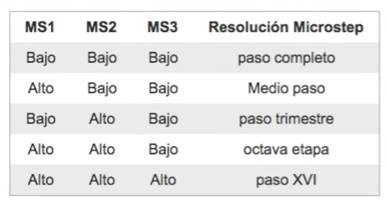 MS1 MS2 MS3 Resolución Microstep
Bajo Bajo Bajo paso completo
Alto Bajo Bajo Medio paso
Bajo Alto Bajo paso trimestre
Alto Alto Bajo octava etapa
Alto Alto Alto paso XVI